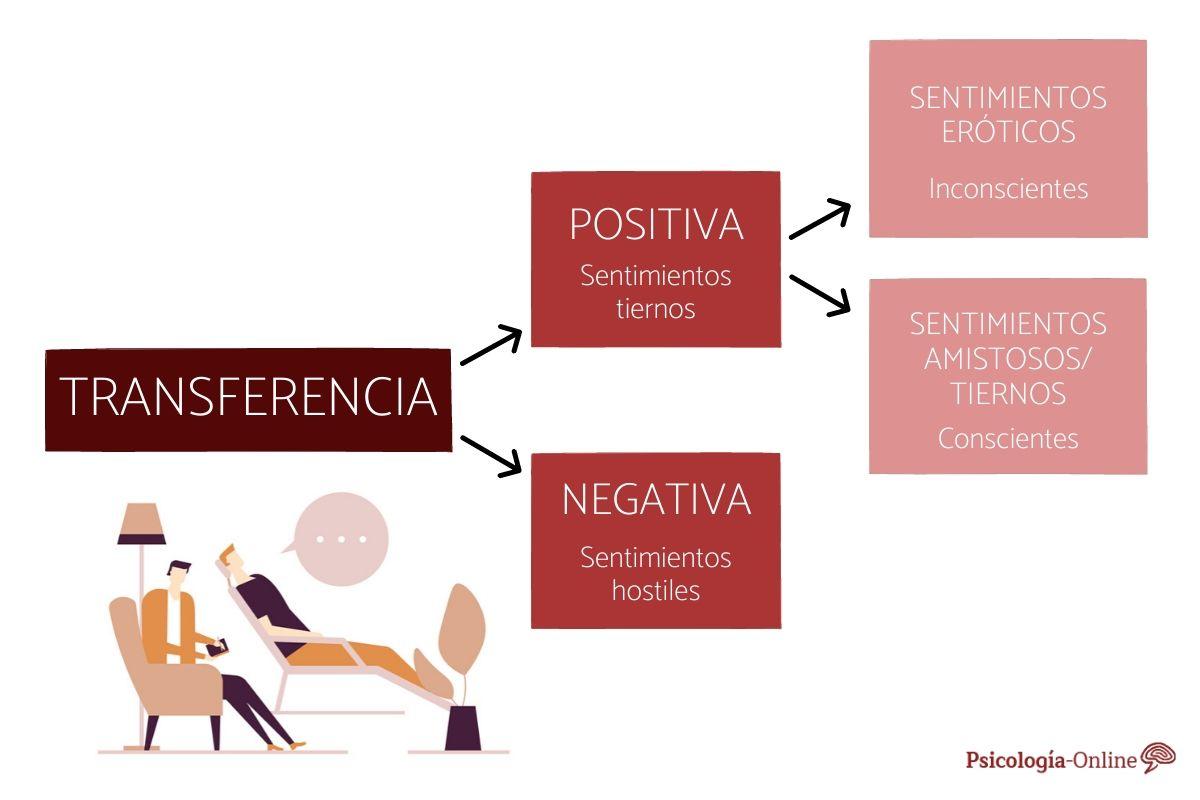 TRANSFERENCIA
POSITIVA
Sentimientos
tiernos
NEGATIVA
Sentimientos
hostiles
SENTIMIENTOS
ERÓTICOS
Inconscientes
SENTIMIENTOS
AMISTOSOS/
TIERNOS
Conscientes
Psicología-Online